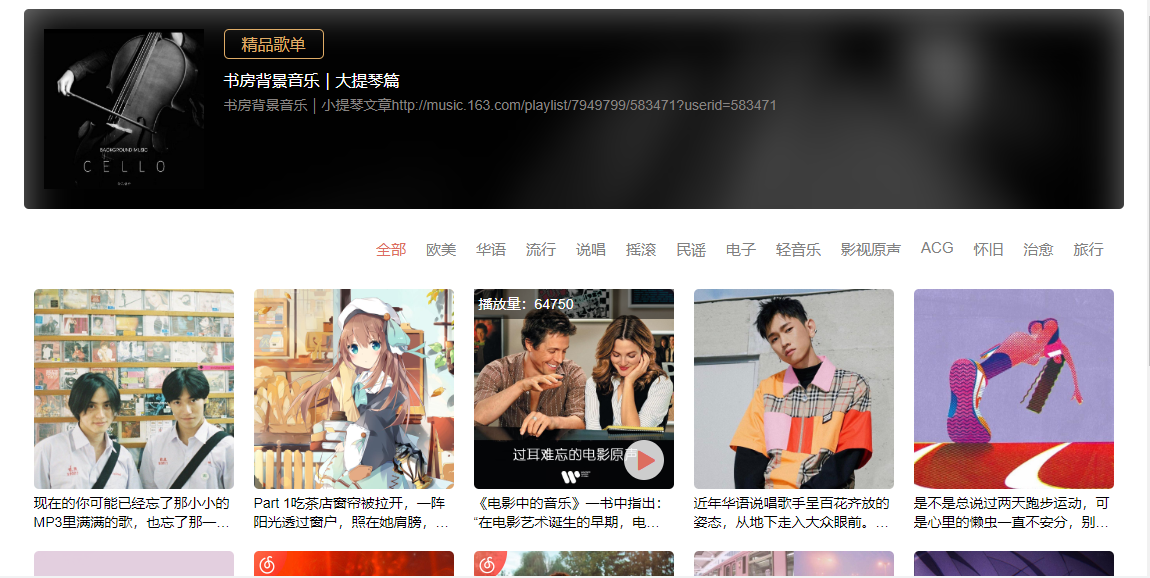 精品歌单
书房背景音乐 | 大提琴篇
书房背景音乐 | 小提琴文章http://music.163.com/playlist/7949799/583471?userid=583471
BACKGROUND MUSIC
CELLO
全部 欧美 华语 流行 说唱 摇滚 民谣 电子 轻音乐 影视原声 ACG 怀旧 治愈 旅行
播放量：64750
过耳难忘的电影原声
现在的你可能已经忘了那小小的
MP3里满满的歌，也忘了那一...
Part 1吃茶店窗帘被拉开，一阵
阳光透过窗户，照在她肩膀，...
《电影中的音乐》一书中指出：
“在电影艺术诞生的早期，电...
近年华语说唱歌手呈百花齐放的
姿态，从地下走入大众眼前。...
是不是总说过两天跑步运动，可
是心里的懒虫一直不安分，别...